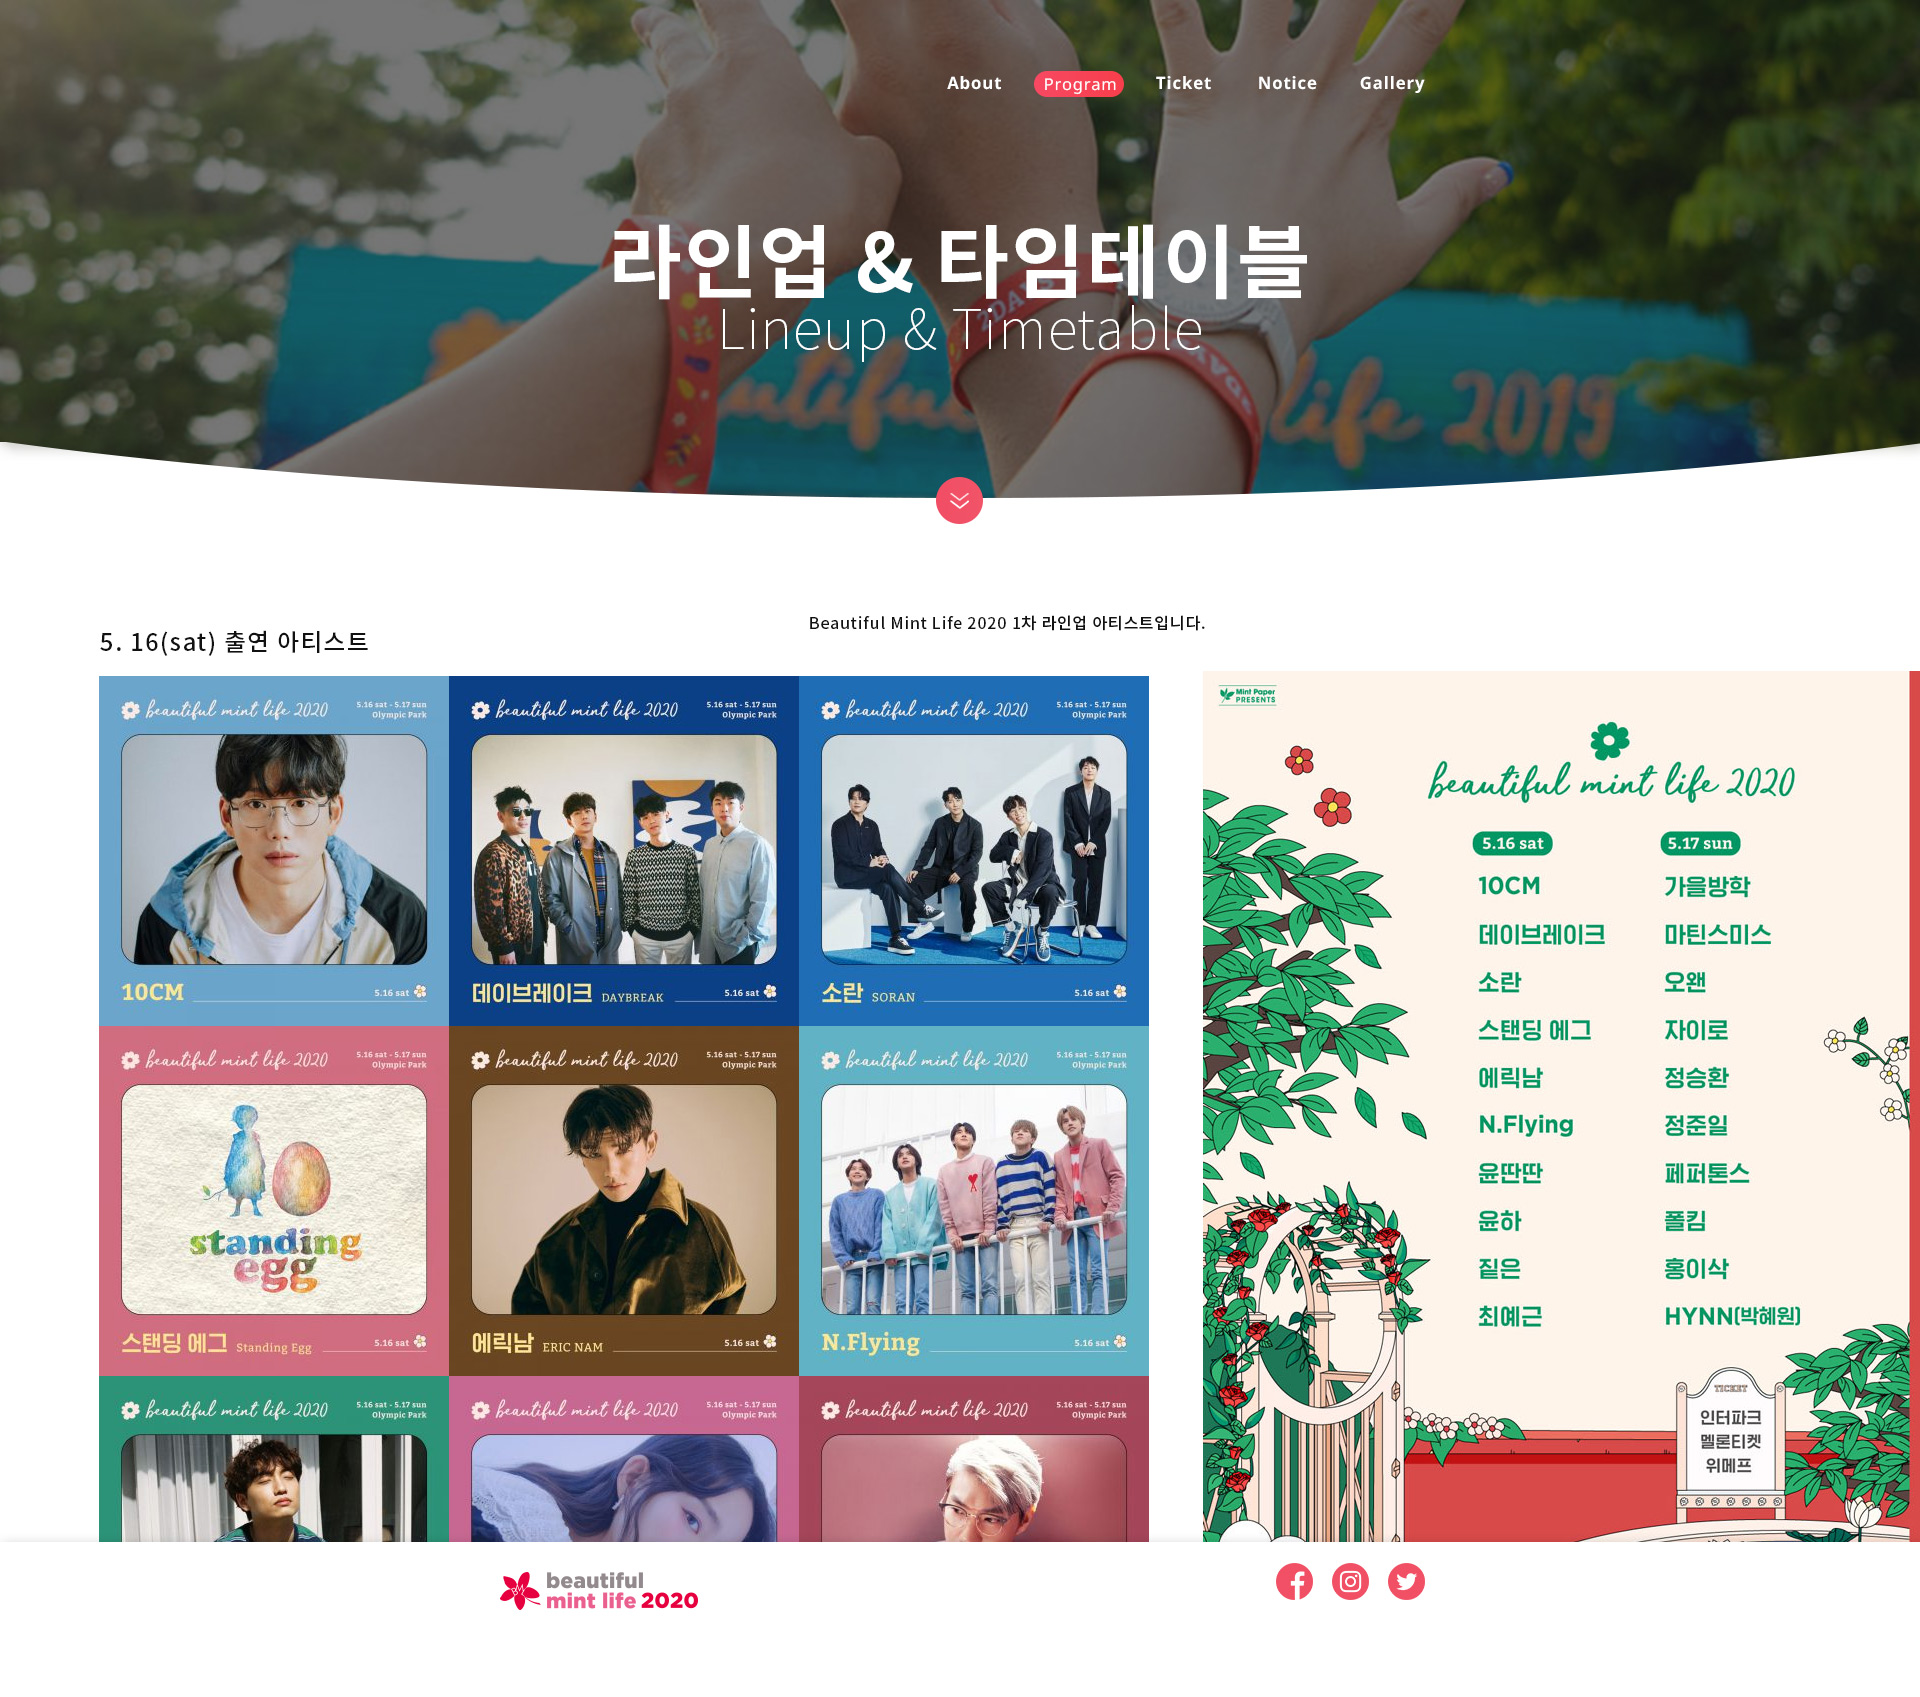 About
Program
Ticket
Notice
Gallery
라인업 & 타임테이블
Lineup & Timetable
2DAYS
beautiful
life 2019
Beautiful Mint Life 2020 1차 라인업 아티스트입니다.
5. 16(sat) 출연 아티스트
beautiful mint life 2020
5.16 sat - 5.17 sun
Olympic Park
10CM
5.16 sat
beautiful mint life 2020
5.16 sat - 5.17 sun
Olympic Park
데이브레이크 DAYBREAK
5.16 sat
beautiful mint life 2020
5.16 sat - 5.17 sun
Olympic Park
소란 SORAN
5.16 sat
beautiful mint life 2020
5.16 sat - 5.17 sun
Olympic Park
standing
egg
스탠딩 에그 Standing Egg
5.16 sat
beautiful mint life 2020
5.16 sat - 5.17 sun
Olympic Park
에릭남 ERIC NAM
5.16 sat
beautiful mint life 2020
5.16 sat - 5.17 sun
Olympic Park
N.Flying
5.16 sat
beautiful mint life 2020
5.16 sat - 5.17 sun
Olympic Park
beautiful mint life 2020
5.16 sat - 5.17 sun
Olympic Park
beautiful mint life 2020
5.16 sat - 5.17 sun
Olympic Park
Mint Paper
PRESENTS
beautiful mint life 2020
5.16 sat
10CM
데이브레이크
소란
스탠딩 에그
에릭남
N.Flying
윤딴딴
윤하
짙은
최예근
5.17 sun
가을방학
마틴스미스
오왠
자이로
정승환
정준일
페퍼톤스
폴킴
홍이삭
HYNN(박혜원)
TICKET
인터파크
멜론티켓
위메프
beautiful
mint life 2020